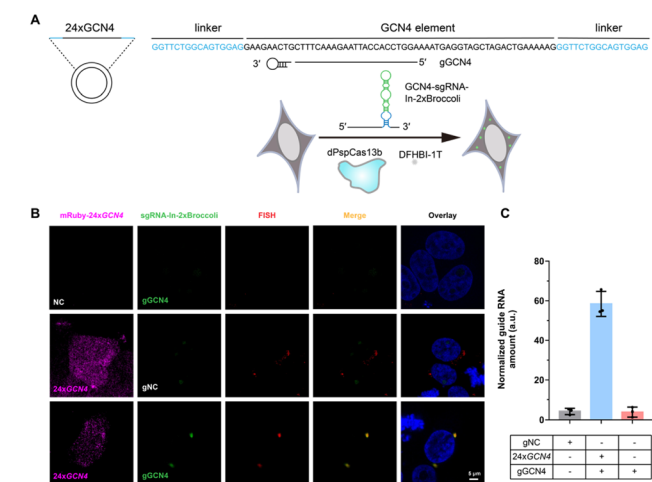 A
24xGCN4
linker
GCN4 element
linker
GGTTCTGGCAGTGGAGGAAGAACTGCTTTCAAAGAATTACCACCTGGAAAATGAGGTAGCTAGACTGAAAAAGGGTTCTGGCAGTGGAG
3′
5′
gGCN4
GCN4-sgRNA-
In-2xBroccoli
5′
3′
dPspCas13b
DFHBI-1T
B
mRuby-24xGCN4
sgRNA-In-2xBroccoli
FISH
Merge
Overlay
NC
gGCN4
24xGCN4
gNC
24xGCN4
gGCN4
5 μm
C
Normalized guide RNA
amount (a.u.)
80
60
40
20
0
gNC + - -
24xGCN4 - + -
gGCN4 - + +